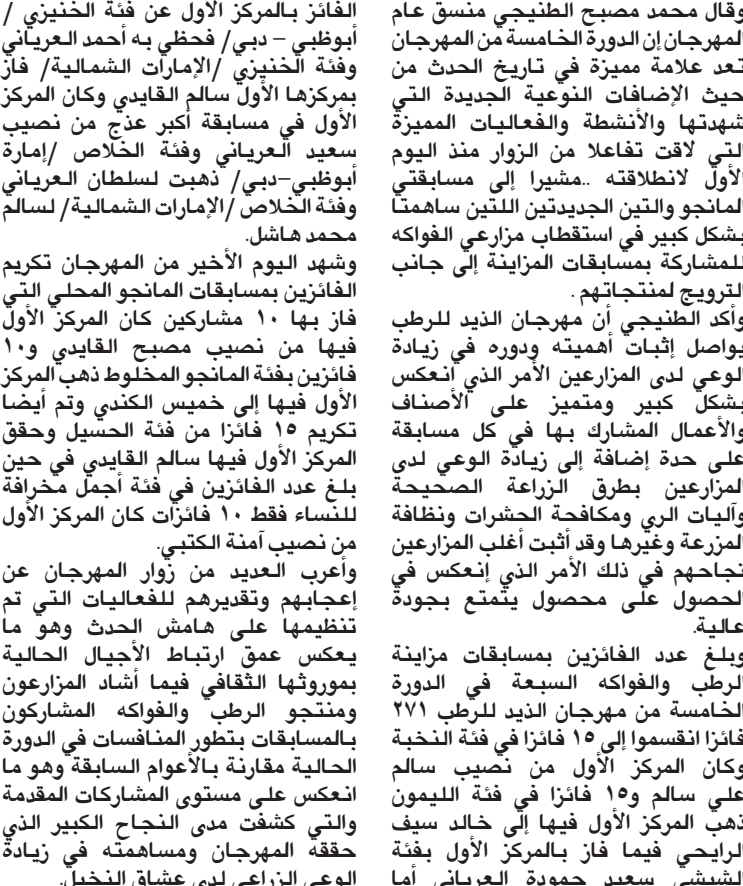 وقال محمد مصبح الطنيجي منسق عام
المهرجان إن الدورة الخامسة من المهرجان
تعد علامة مميزة في تاريخ الحدث من
حيث الإضافات النوعية الجديدة التي
شهدتها والأنشطة والفعاليات المميزة
التي لاقت تفاعلا من الزوار منذ اليوم
الأول لانطلاقته ..مشيرا إلى مسابقتي
المانجو والتين الجديدتين اللتين ساهمتا
بشكل كبير في استقطاب مزارعي الفواكه
للمشاركة بمسابقات المزاينة إلى جانب
الترويج لمنتجاتهم .
وأكد الطنيجي أن مهرجان الذيد للرطب
يواصل إثبات أهميته ودوره في زيادة
الوعي لدى المزارعين الأمر الذي انعكس
بشكل كبير ومتميز على الأصناف
والأعمال المشارك بها في كل مسابقة
على حدة إضافة إلى زيادة الوعي لدى
المزارعين بطرق الزراعة الصحيحة
وآليات الري ومكافحة الحشرات ونظافة
المزرعة وغيرها وقد أثبت أغلب المزارعين
نجاحهم في ذلك الأمر الذي إنعكس في
الحصول على محصول يتمتع بجودة
عالية.
وبلغ عدد الفائزين بمسابقات مزاينة
الرطب والفواكه السبعة في الدورة
الخامسة من مهرجان الذيد للرطب ٢٧١
فائزا انقسموا إلى ١٥ فائزا في فئة النخبة
وكان المركز الأول من نصيب سالم
علي سالم و١٥ فائزا في فئة الليمون
ذهب المركز الأول فيها إلى خالد سيف
الرايحي فيما فاز بالمركز الأول بفئة
الشيشي سعيد حمودة العرياني أما
الفائز بالمركز الأول عن فئة الخنيزي /
أبوظبي – دبي/ فحظي به أحمد العرياني
وفئة الخنيزي /الإمارات الشمالية/ فاز
بمركزها الأول سالم القايدي وكان المركز
الأول في مسابقة أكبر عذج من نصيب
سعيد العرياني وفئة الخلاص /إمارة
أبوظبي–دبي/ ذهبت لسلطان العرياني
وفئة الخلاص /الإمارات الشمالية/ لسالم
محمد هاشل.
وشهد اليوم الأخير من المهرجان تكريم
الفائزين بمسابقات المانجو المحلي التي
فاز بها ١٠ مشاركين كان المركز الأول
فيها من نصيب مصبح القايدي و١٠
فائزين بفئة المانجو المخلوط ذهب المركز
الأول فيها إلى خميس الكندي وتم أيضا
تكريم ١٥ فائزا من فئة الحسيل وحقق
المركز الأول فيها سالم القايدي في حين
بلغ عدد الفائزين في فئة أجمل مخرافة
للنساء فقط ١٠ فائزات كان المركز الأول
من نصيب آمنة الكتبي.
وأعرب العديد من زوار المهرجان عن
إعجابهم وتقديرهم للفعاليات التي تم
تنظيمها على هامش الحدث وهو ما
يعكس عمق ارتباط الأجيال الحالية
بموروثها الثقافي فيما أشاد المزارعون
ومنتجو الرطب والفواكه المشاركون
بالمسابقات بتطور المنافسات في الدورة
الحالية مقارنة بالأعوام السابقة وهو ما
انعكس على مستوى المشاركات المقدمة
والتي كشفت مدى النجاح الكبير الذي
حققه المهرجان ومساهمته في زيادة
الوعي الزراعي لدى عشاق النخيل.